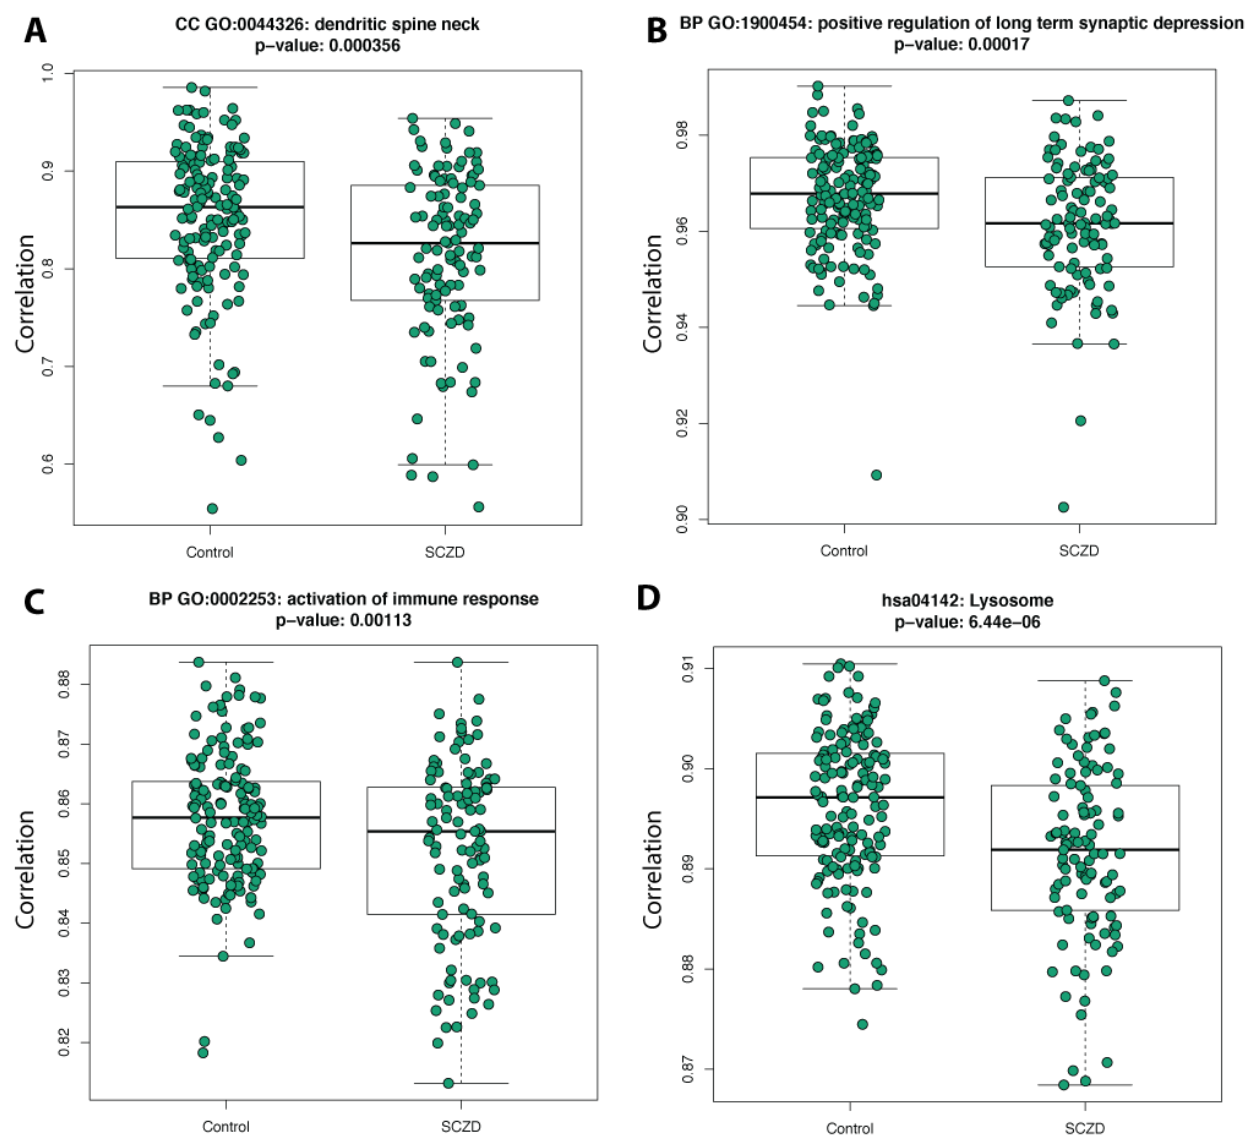 A
CC GO:0044326: dendritic spine neck
p−value: 0.000356
Correlation
1.0
0.9
0.8
0.7
0.6
Control
SCZD
B
BP GO:1900454: positive regulation of long term synaptic depression
p−value: 0.00017
Correlation
0.98
0.96
0.94
0.92
0.90
Control
SCZD
C
BP GO:0002253: activation of immune response
p−value: 0.00113
Correlation
0.88
0.87
0.86
0.85
0.84
0.83
0.82
Control
SCZD
D
hsa04142: Lysosome
p−value: 6.44e−06
Correlation
0.91
0.90
0.89
0.88
0.87
Control
SCZD